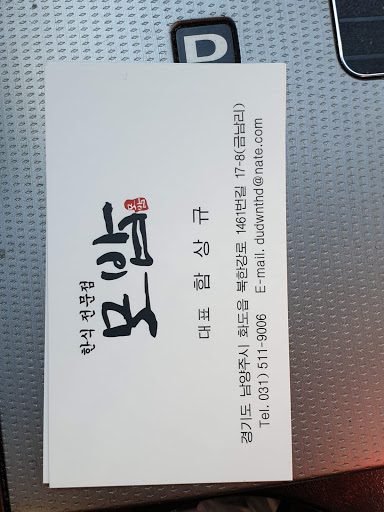 한식 전문점
모밥
대표 함상규
경기도 남양주시 화도읍 북한강로 1461번길 17-8(금남리)
Tel. 031) 511-9006 E-mail. dudwnthd@nate.com
D